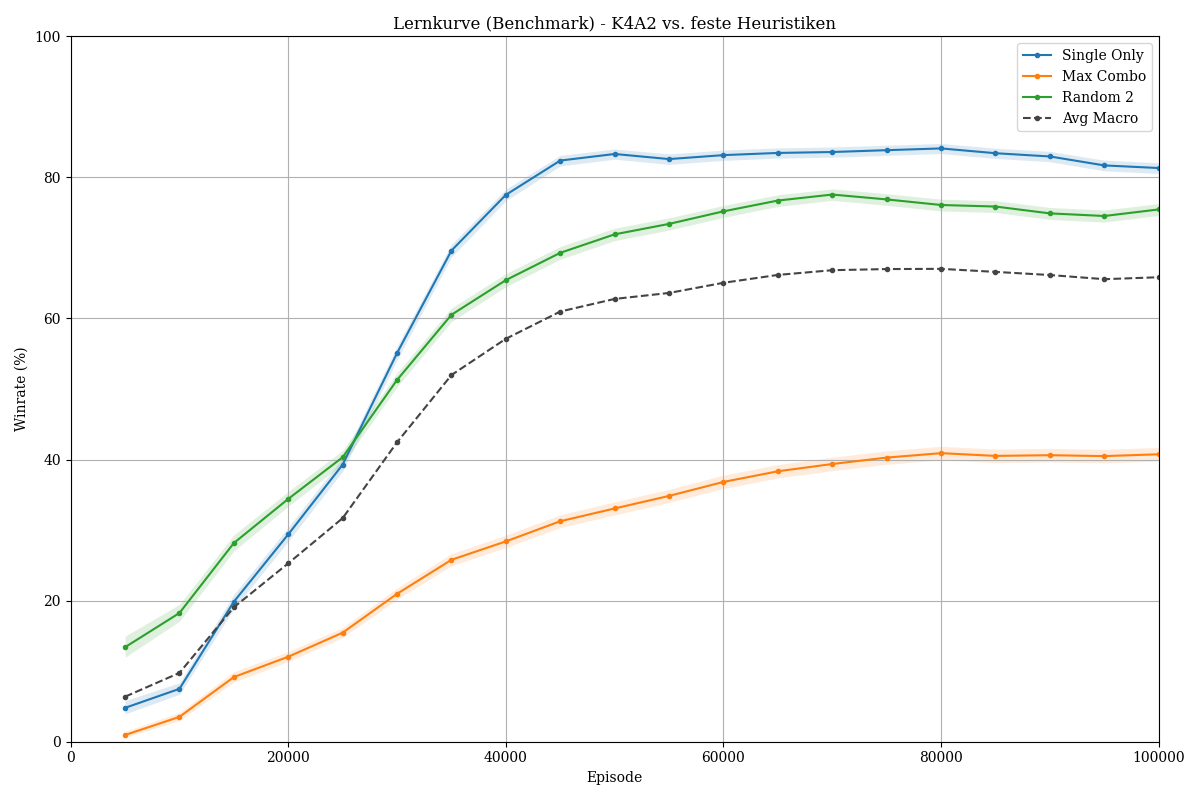 Lernkurve (Benchmark) - K4A2 vs. feste Heuristiken
100
80
60
40
20
0
Winrate (%)
Single Only
Max Combo
Random 2
Avg Macro
0 20000 40000 60000 80000 100000
Episode